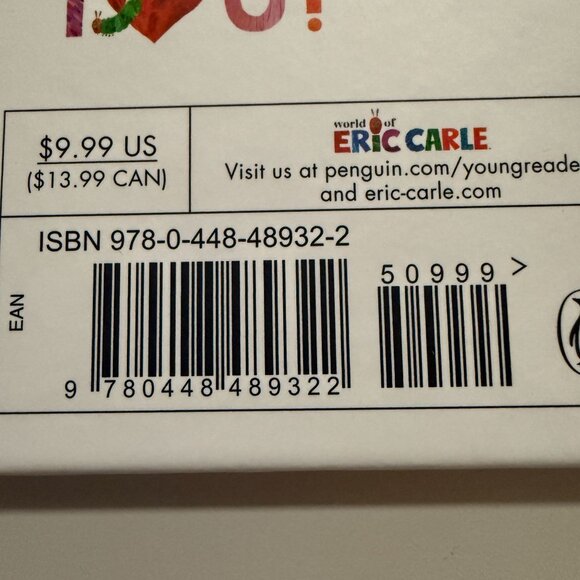 $9.99 US
($13.99 CAN)
world of
ERIC CARLE
Visit us at penguin.com/youngreade
and eric-carle.com
ISBN 978-0-448-48932-2
50999 >
EAN
9 780448 489322